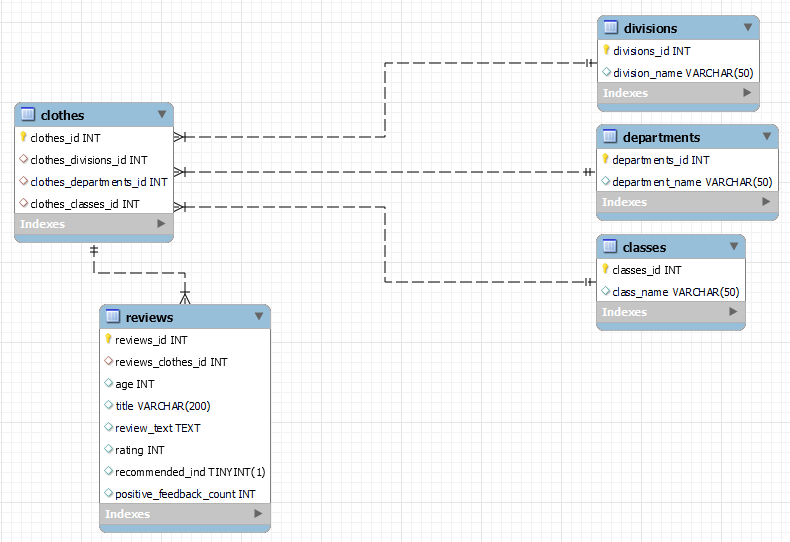 divisions
divisions_id INT
division_name VARCHAR(50)
Indexes
clothes
clothes_id INT
clothes_divisions_id INT
clothes_departments_id INT
clothes_classes_id INT
Indexes
departments
departments_id INT
department_name VARCHAR(50)
Indexes
classes
classes_id INT
class_name VARCHAR(50)
Indexes
reviews
reviews_id INT
reviews_clothes_id INT
age INT
title VARCHAR(200)
review_text TEXT
rating INT
recommended_ind TINYINT(1)
positive_feedback_count INT
Indexes